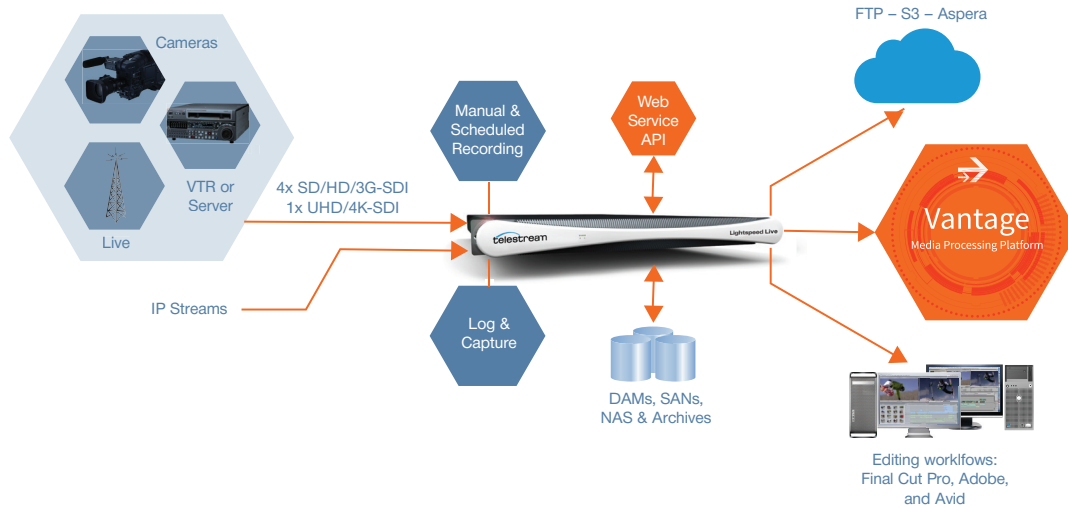 FTP – S3 – Aspera
Cameras
VTR or
Server
Live
4x SD/HD/3G-SDI
1x UHD/4K-SDI
IP Streams
Manual &
Scheduled
Recording
Web
Service
API
telestream
Lightspeed Live
Log &
Capture
DAMs, SANs,
NAS & Archives
Vantage
Media Processing Platform
Editing worklfows:
Final Cut Pro, Adobe,
and Avid